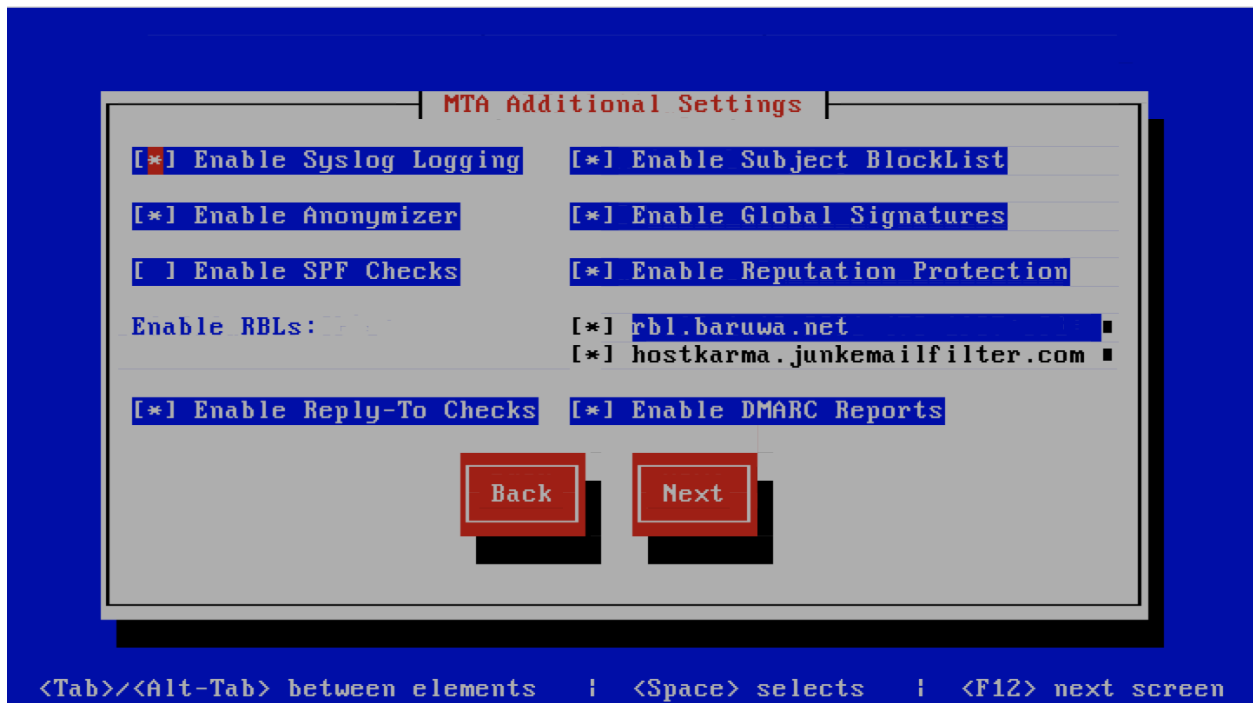 MTA Additional Settings
[*] Enable Syslog Logging [*] Enable Subject BlockList
[*] Enable Anonymizer [*] Enable Global Signatures
[ ] Enable SPF Checks [*] Enable Reputation Protection
Enable RBLs: [*] rbl.baruwa.net
[*] hostkarma.junkemailfilter.com
[*] Enable Reply-To Checks [*] Enable DMARC Reports
Back Next
<Tab>/<Alt-Tab> between elements | <Space> selects | <F12> next screen